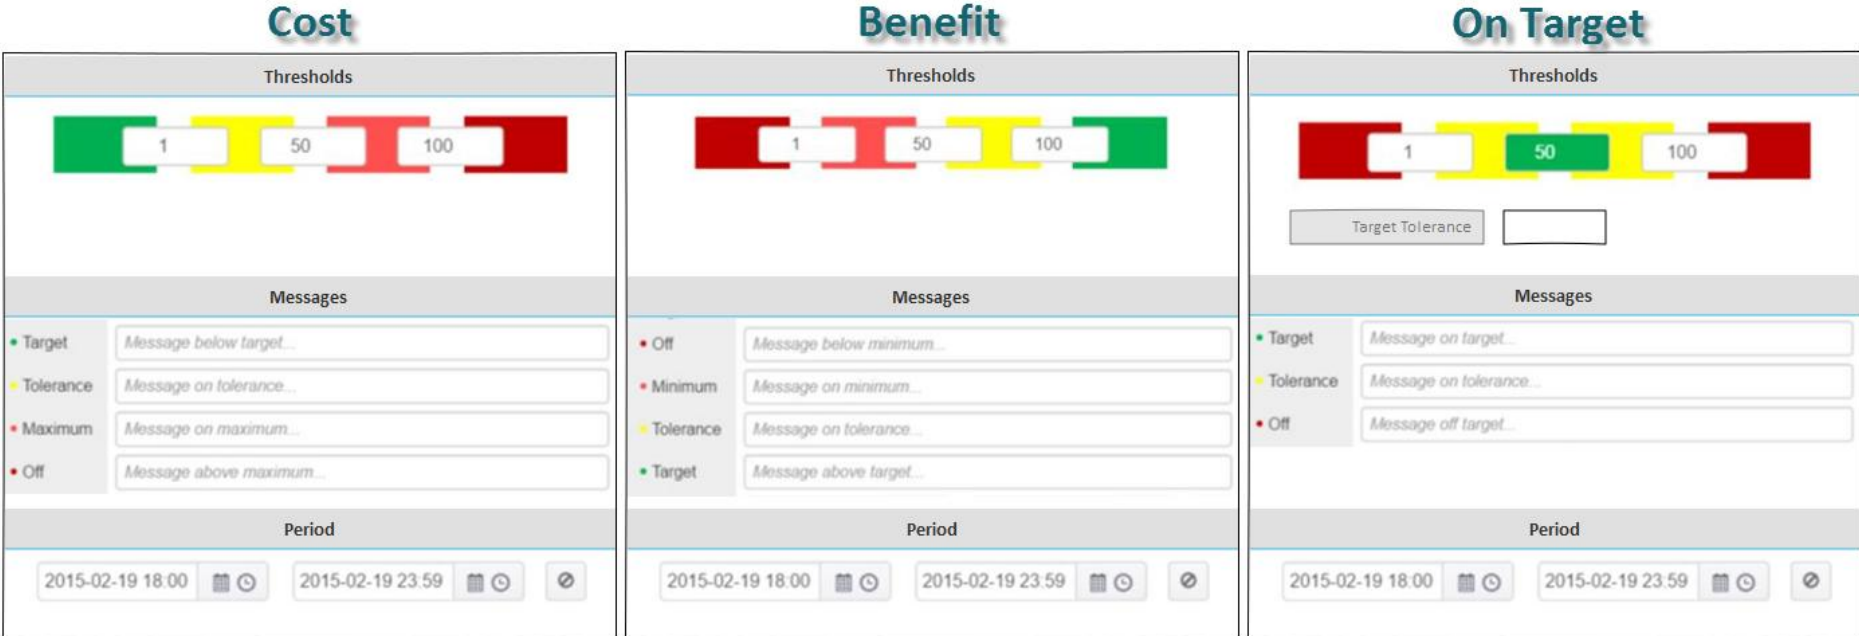 Cost
Thresholds
1 50 100
Messages
Target Message below target...
Tolerance Message on tolerance...
Maximum Message on maximum...
Off Message above maximum...
Period
2015-02-19 18:00 2015-02-19 23:59
Benefit
Thresholds
1 50 100
Messages
Off Message below minimum...
Minimum Message on minimum...
Tolerance Message on tolerance...
Target Message above target...
Period
2015-02-19 18:00 2015-02-19 23:59
On Target
Thresholds
1 50 100
Target Tolerance
Messages
Target Message on target...
Tolerance Message on tolerance...
Off Message off target...
Period
2015-02-19 18:00 2015-02-19 23:59